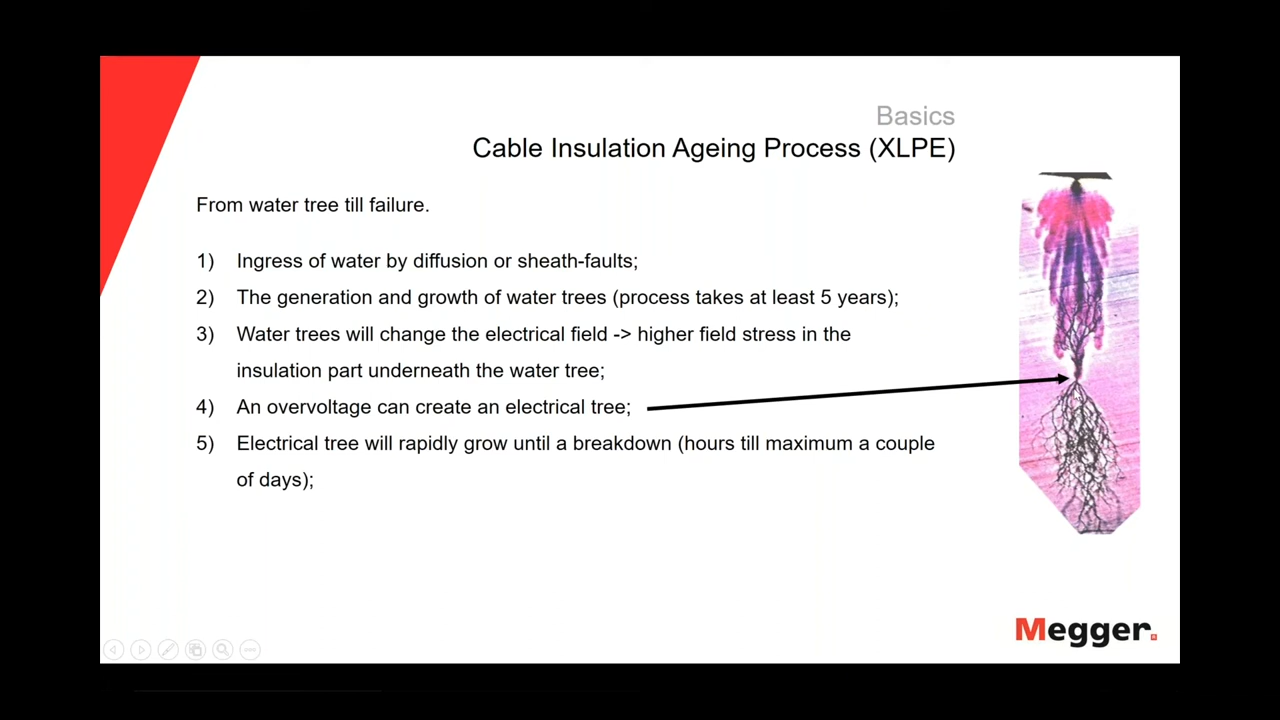 Basics
Cable Insulation Ageing Process (XLPE)
From water tree till failure.
1) Ingress of water by diffusion or sheath-faults;
2) The generation and growth of water trees (process takes at least 5 years);
3) Water trees will change the electrical field -> higher field stress in the
insulation part underneath the water tree;
4) An overvoltage can create an electrical tree;
5) Electrical tree will rapidly grow until a breakdown (hours till maximum a couple
of days);
Megger.